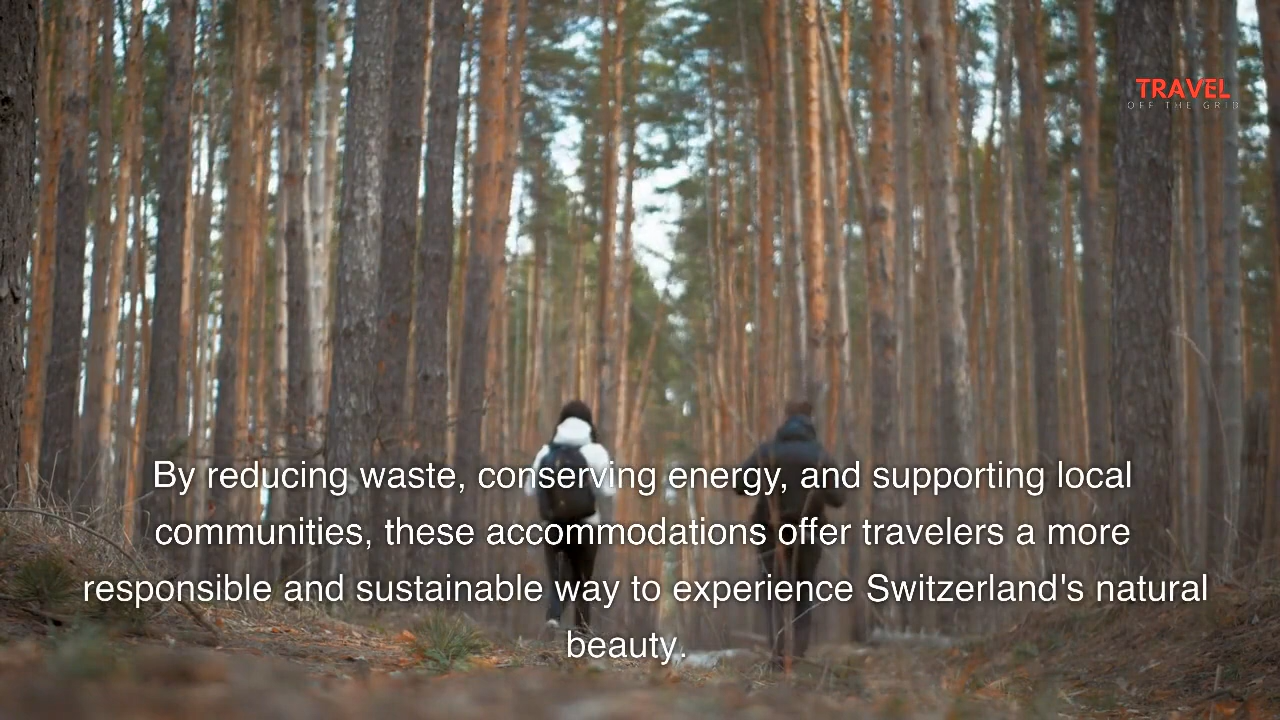 TRAVEL
OFF THE GRID
By reducing waste, conserving energy, and supporting local
communities, these accommodations offer travelers a more
responsible and sustainable way to experience Switzerland's natural
beauty.